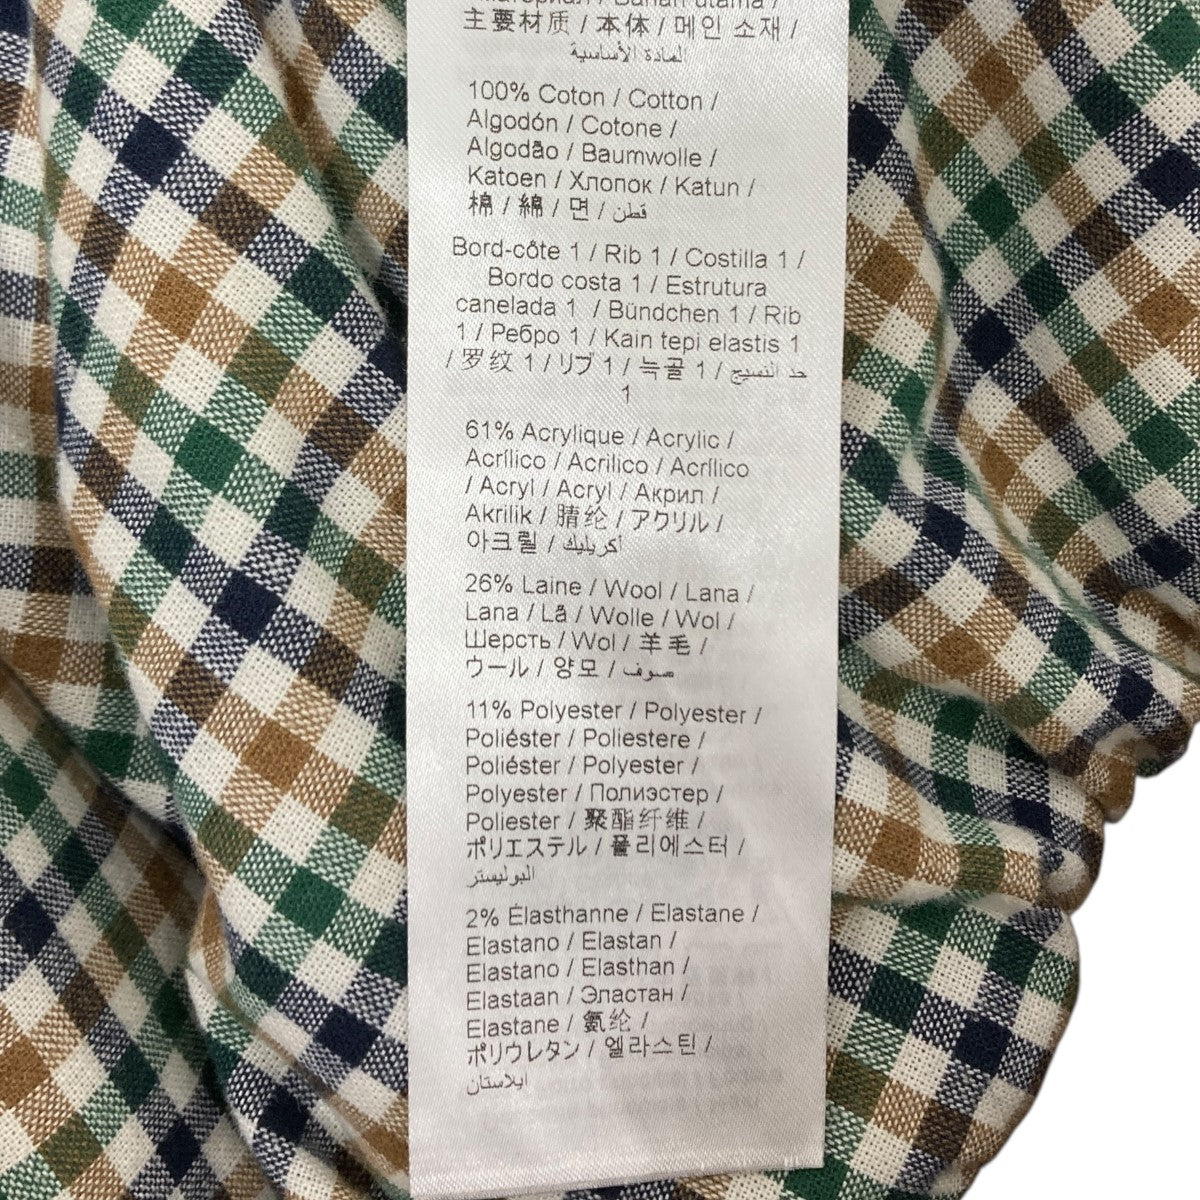 Материал / Bahan utama /
主要材质 / 本体 / 메인 소재 /
المادة الأساسية
100% Coton / Cotton /
Algodón / Cotone /
Algodão / Baumwolle /
Katoen / Хлопок / Katun /
棉 / 綿 / 면 / قطن
Bord-côte 1 / Rib 1 / Costilla 1 /
Bordo costa 1 / Estrutura
canelada 1 / Bündchen 1 / Rib
1 / Ребро 1 / Kain tepi elastis 1
/ 罗纹 1 / リブ 1 / 늑골 1 / حد النسيج
1
61% Acrylique / Acrylic /
Acrílico / Acrilico / Acrílico
/ Acryl / Acryl / Акрил /
Akrilik / 腈纶 / アクリル /
아크릴 / أكريليك
26% Laine / Wool / Lana /
Lana / Lã / Wolle / Wol /
Шерсть / Wol / 羊毛 /
ウール / 양모 / صوف
11% Polyester / Polyester /
Poliéster / Poliestere /
Poliéster / Polyester /
Polyester / Полиэстер /
Poliester / 聚酯纤维 /
ポリエステル / 폴리에스터 /
البوليستر
2% Élasthanne / Elastane /
Elastano / Elastan /
Elastano / Elasthan /
Elastaan / Эластан /
Elastane / 氨纶 /
ポリウレタン / 엘라스틴 /
ايلاستان